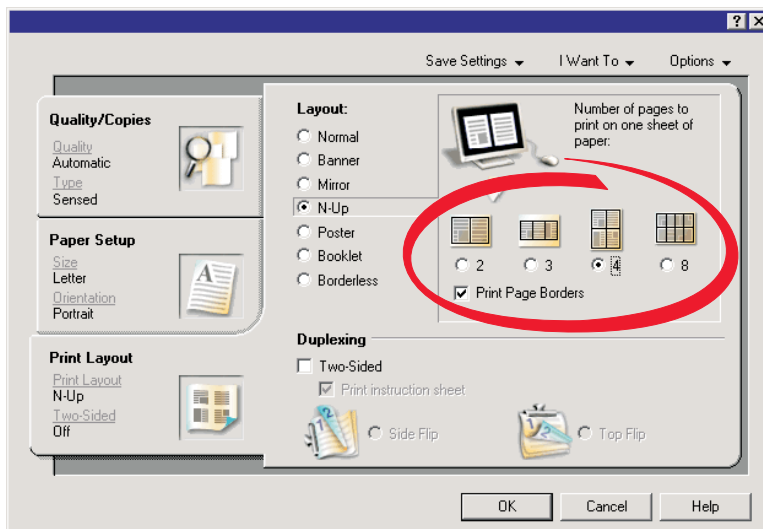 Save Settings
I Want To
Options
Quality/Copies
Quality
Automatic
Type
Sensed
Paper Setup
Size
Letter
Orientation
Portrait
Print Layout
Print Layout
N-Up
Two-Sided
Off
Layout:
Normal
Banner
Mirror
N-Up
Poster
Booklet
Borderless
Number of pages to
print on one sheet of
paper:
2
3
4
8
Print Page Borders
Duplexing
Two-Sided
Print instruction sheet
Side Flip
Top Flip
OK
Cancel
Help